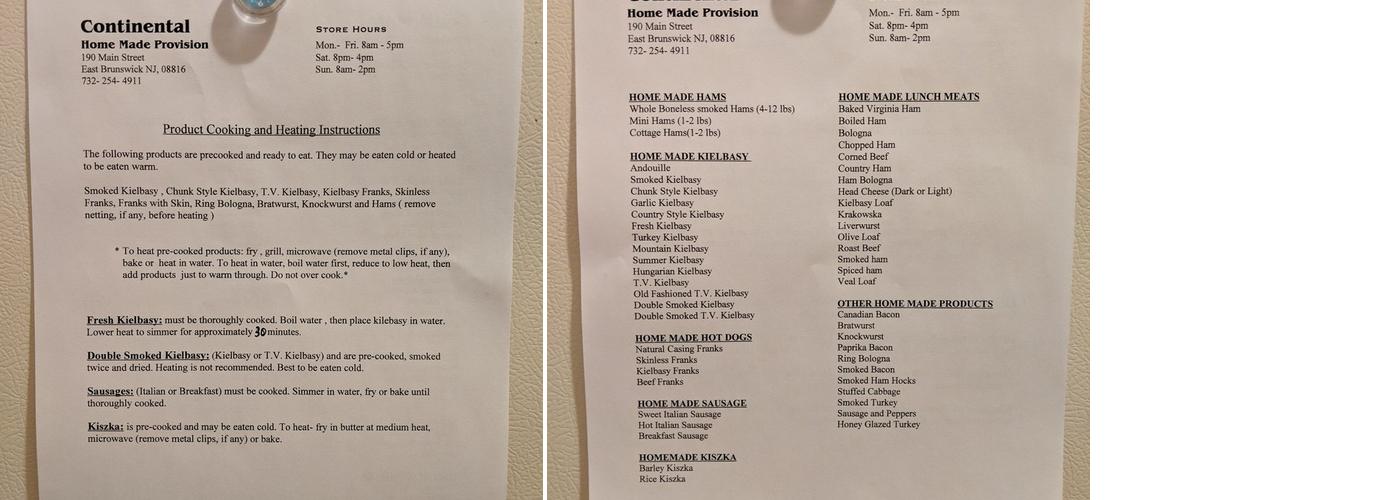 Continental
Home Made Provision
190 Main Street
East Brunswick NJ, 08816
732- 254- 4911
STORE HOURS
Mon.- Fri. 8am - 5pm
Sat. 8pm- 4pm
Sun. 8am- 2pm
Product Cooking and Heating Instructions
The following products are precooked and ready to eat. They may be eaten cold or heated
to be eaten warm.
Smoked Kielbasy , Chunk Style Kielbasy, T.V. Kielbasy, Kielbasy Franks, Skinless
Franks, Franks with Skin, Ring Bologna, Bratwurst, Knockwurst and Hams ( remove
netting, if any, before heating )
* To heat pre-cooked products: fry , grill, microwave (remove metal clips, if any),
bake or heat in water. To heat in water, boil water first, reduce to low heat, then
add products just to warm through. Do not over cook.*
Fresh Kielbasy: must be thoroughly cooked. Boil water , then place kilebasy in water.
Lower heat to simmer for approximately 30 minutes.
Double Smoked Kielbasy: (Kielbasy or T.V. Kielbasy) and are pre-cooked, smoked
twice and dried. Heating is not recommended. Best to be eaten cold.
Sausages: (Italian or Breakfast) must be cooked. Simmer in water, fry or bake until
thoroughly cooked.
Kiszka: is pre-cooked and may be eaten cold. To heat- fry in butter at medium heat,
microwave (remove metal clips, if any) or bake.
Home Made Provision
190 Main Street
East Brunswick NJ, 08816
732- 254- 4911
Mon.- Fri. 8am - 5pm
Sat. 8pm- 4pm
Sun. 8am- 2pm
HOME MADE HAMS
Whole Boneless smoked Hams (4-12 lbs)
Mini Hams (1-2 lbs)
Cottage Hams(1-2 lbs)
HOME MADE KIELBASY
Andouille
Smoked Kielbasy
Chunk Style Kielbasy
Garlic Kielbasy
Country Style Kielbasy
Fresh Kielbasy
Turkey Kielbasy
Mountain Kielbasy
Summer Kielbasy
Hungarian Kielbasy
T.V. Kielbasy
Old Fashioned T.V. Kielbasy
Double Smoked Kielbasy
Double Smoked T.V. Kielbasy
HOME MADE HOT DOGS
Natural Casing Franks
Skinless Franks
Kielbasy Franks
Beef Franks
HOME MADE SAUSAGE
Sweet Italian Sausage
Hot Italian Sausage
Breakfast Sausage
HOMEMADE KISZKA
Barley Kiszka
Rice Kiszka
HOME MADE LUNCH MEATS
Baked Virginia Ham
Boiled Ham
Bologna
Chopped Ham
Corned Beef
Country Ham
Ham Bologna
Head Cheese (Dark or Light)
Kielbasy Loaf
Krakowska
Liverwurst
Olive Loaf
Roast Beef
Smoked ham
Spiced ham
Veal Loaf
OTHER HOME MADE PRODUCTS
Canadian Bacon
Bratwurst
Knockwurst
Paprika Bacon
Ring Bologna
Smoked Bacon
Smoked Ham Hocks
Stuffed Cabbage
Smoked Turkey
Sausage and Peppers
Honey Glazed Turkey